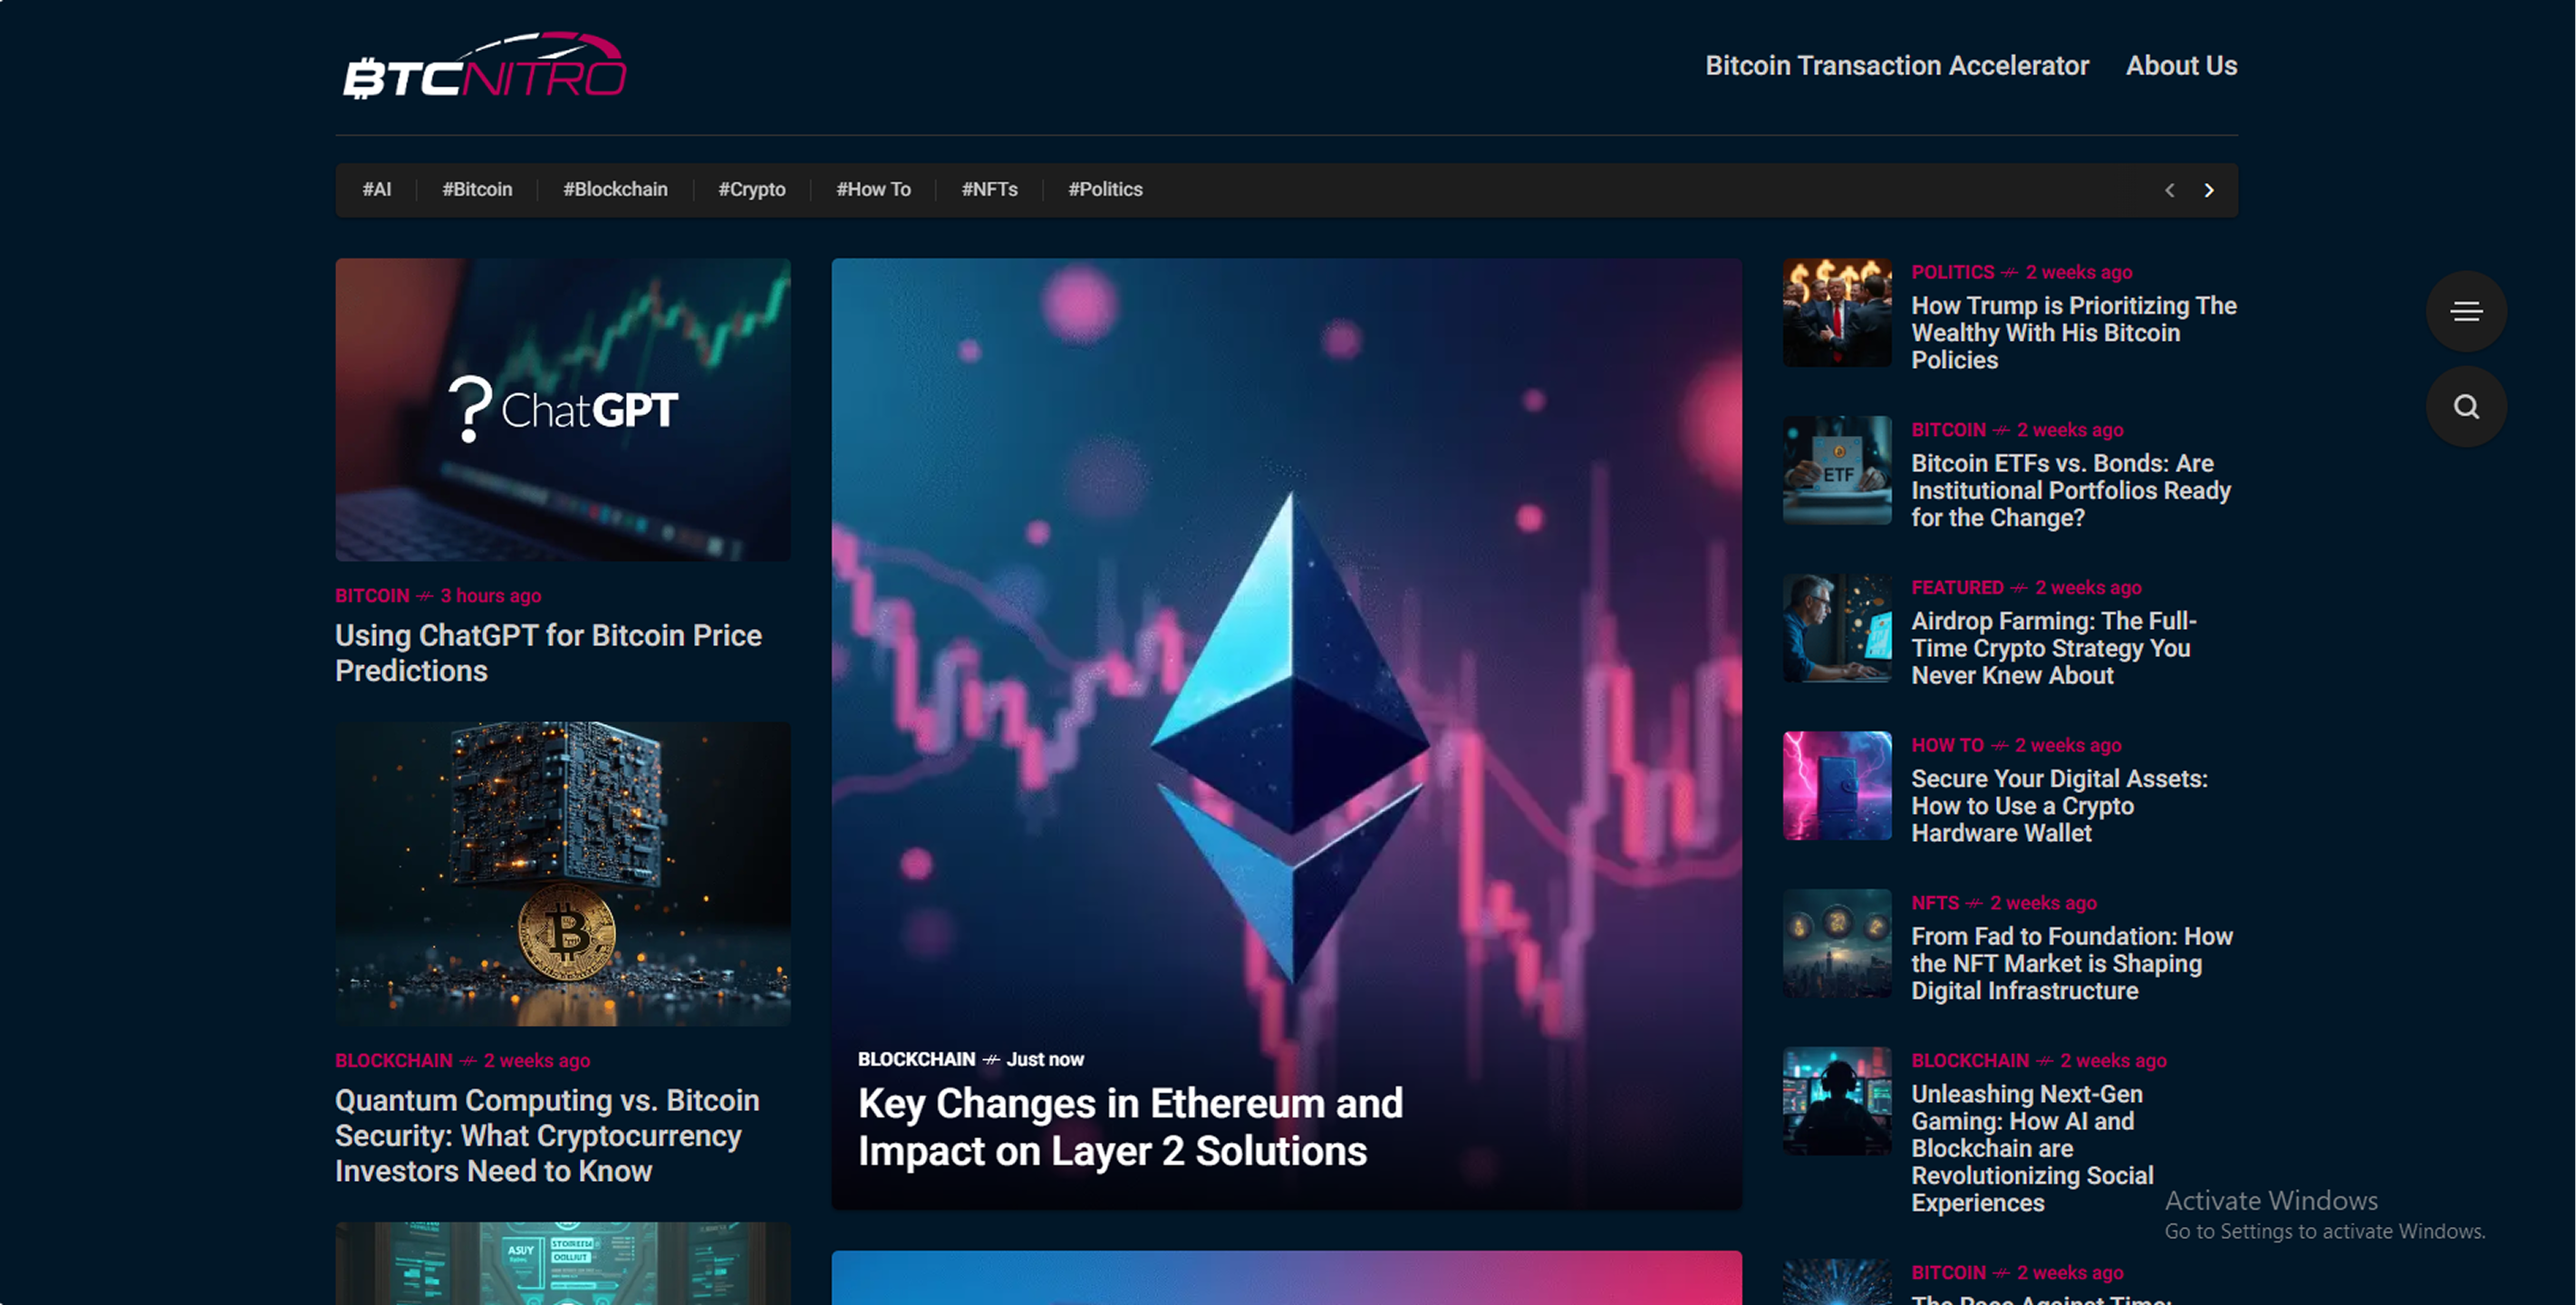 BTCNITRO
Bitcoin Transaction Accelerator
About Us
#AI
#Bitcoin
#Blockchain
#Crypto
#How To
#NFTs
#Politics
? ChatGPT
BITCOIN 3 hours ago
Using ChatGPT for Bitcoin Price
Predictions
BLOCKCHAIN 2 weeks ago
Quantum Computing vs. Bitcoin
Security: What Cryptocurrency
Investors Need to Know
ASUY
BLOCKCHAIN Just now
Key Changes in Ethereum and
Impact on Layer 2 Solutions
POLITICS 2 weeks ago
How Trump is Prioritizing The
Wealthy With His Bitcoin
Policies
ETF
BITCOIN 2 weeks ago
Bitcoin ETFs vs. Bonds: Are
Institutional Portfolios Ready
for the Change?
FEATURED 2 weeks ago
Airdrop Farming: The Full-
Time Crypto Strategy You
Never Knew About
HOW TO 2 weeks ago
Secure Your Digital Assets:
How to Use a Crypto
Hardware Wallet
NFTS 2 weeks ago
From Fad to Foundation: How
the NFT Market is Shaping
Digital Infrastructure
BLOCKCHAIN 2 weeks ago
Unleashing Next-Gen
Gaming: How AI and
Blockchain are
Revolutionizing Social
Experiences
BITCOIN 2 weeks ago
The Race Against Time:
Activate Windows
Go to Settings to activate Windows.